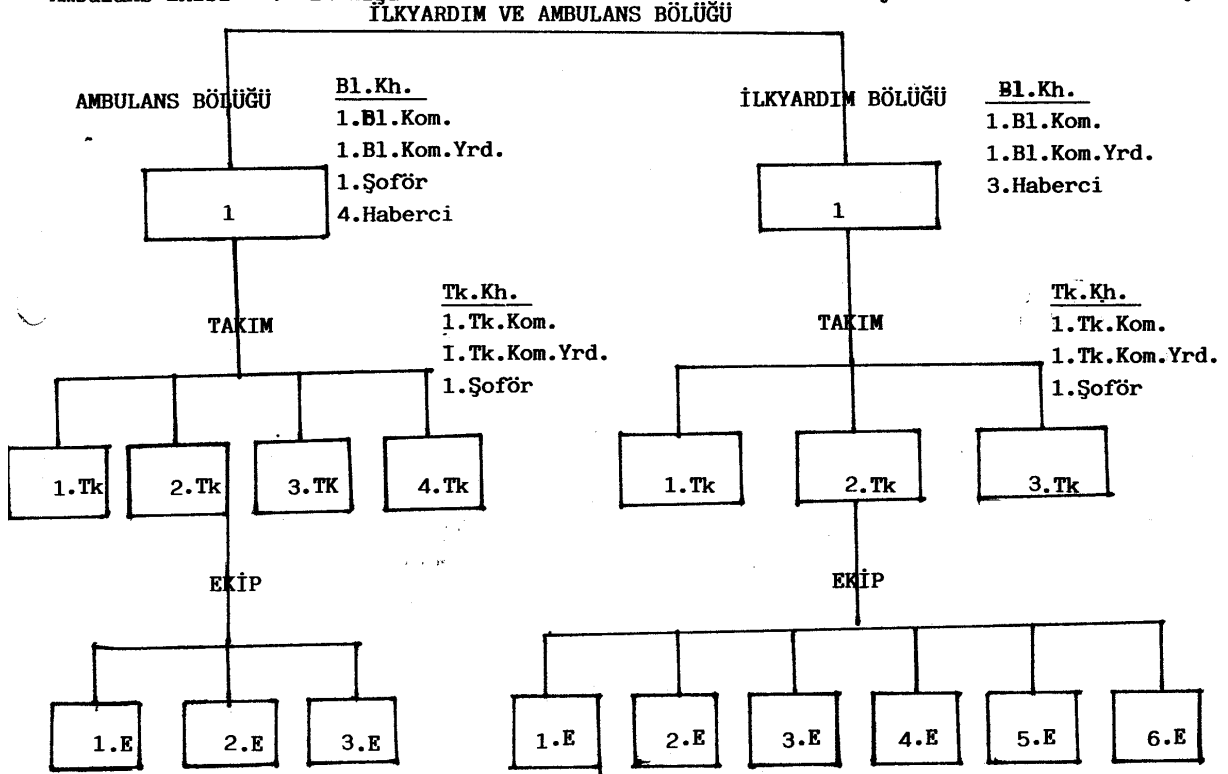 İLKYARDIM VE AMBULANS BÖLÜĞÜ
AMBULANS BÖLÜĞÜ
Bl.Kh.
1.Bl.Kom.
1.Bl.Kom.Yrd.
1.Şoför
4.Haberci
1
İLKYARDIM BÖLÜĞÜ
Bl.Kh.
1.Bl.Kom.
1.Bl.Kom.Yrd.
3.Haberci
1
TAKIM
Tk.Kh.
1.Tk.Kom.
I.Tk.Kom.Yrd.
1.Şoför
1.Tk 2.Tk 3.TK 4.Tk
TAKIM
Tk.Kh.
1.Tk.Kom.
1.Tk.Kom.Yrd.
1.Şoför
1.Tk 2.Tk 3.Tk
EKİP
1.E 2.E 3.E
EKİP
1.E 2.E 3.E 4.E 5.E 6.E